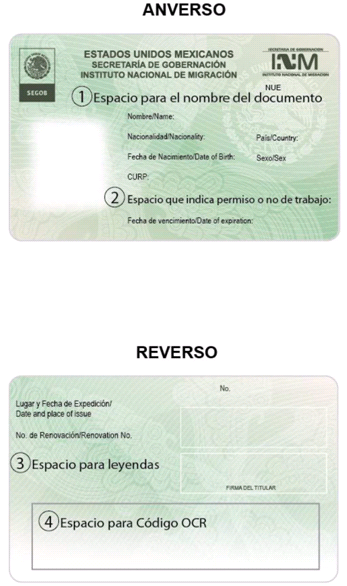 ANVERSO
ESTADOS UNIDOS MEXICANOS
SECRETARÍA DE GOBERNACIÓN
INSTITUTO NACIONAL DE MIGRACIÓN
SECRETARÍA DE GOBERNACIÓN
INM
INSTITUTO NACIONAL DE MIGRACIÓN
SEGOB
NUE
1 Espacio para el nombre del documento
Nombre/Name:
Nacionalidad/Nacionality: País/Country:
Fecha de Nacimiento/Date of Birth: Sexo/Sex
CURP:
2 Espacio que indica permiso o no de trabajo:
Fecha de vencimiento/Date of expiration:
REVERSO
No.
Lugar y Fecha de Expedición/
Date and place of issue
No. de Renovación/Renovation No.
3 Espacio para leyendas
FIRMA DEL TITULAR
4 Espacio para Código OCR